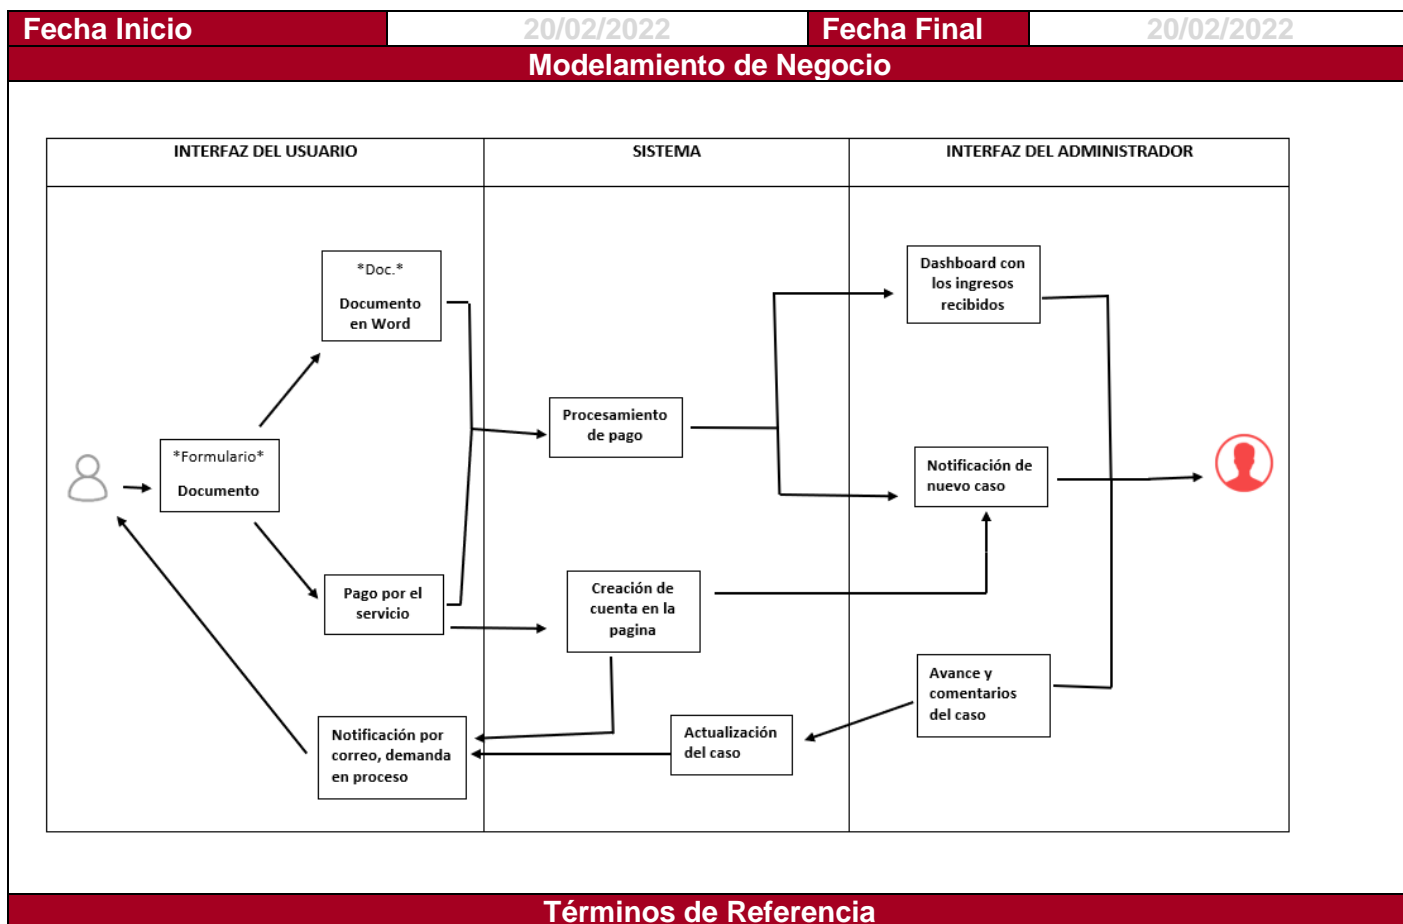 Fecha Inicio
20/02/2022
Fecha Final
20/02/2022
Modelamiento de Negocio
INTERFAZ DEL USUARIO
SISTEMA
INTERFAZ DEL ADMINISTRADOR
*Doc.*
Documento
en Word
Dashboard con
los ingresos
recibidos
Procesamiento
de pago
*Formulario*
Documento
Notificación de
nuevo caso
Pago por el
servicio
Creación de
cuenta en la
pagina
Avance y
comentarios
del caso
Notificación por
correo, demanda
en proceso
Actualización
del caso
Términos de Referencia